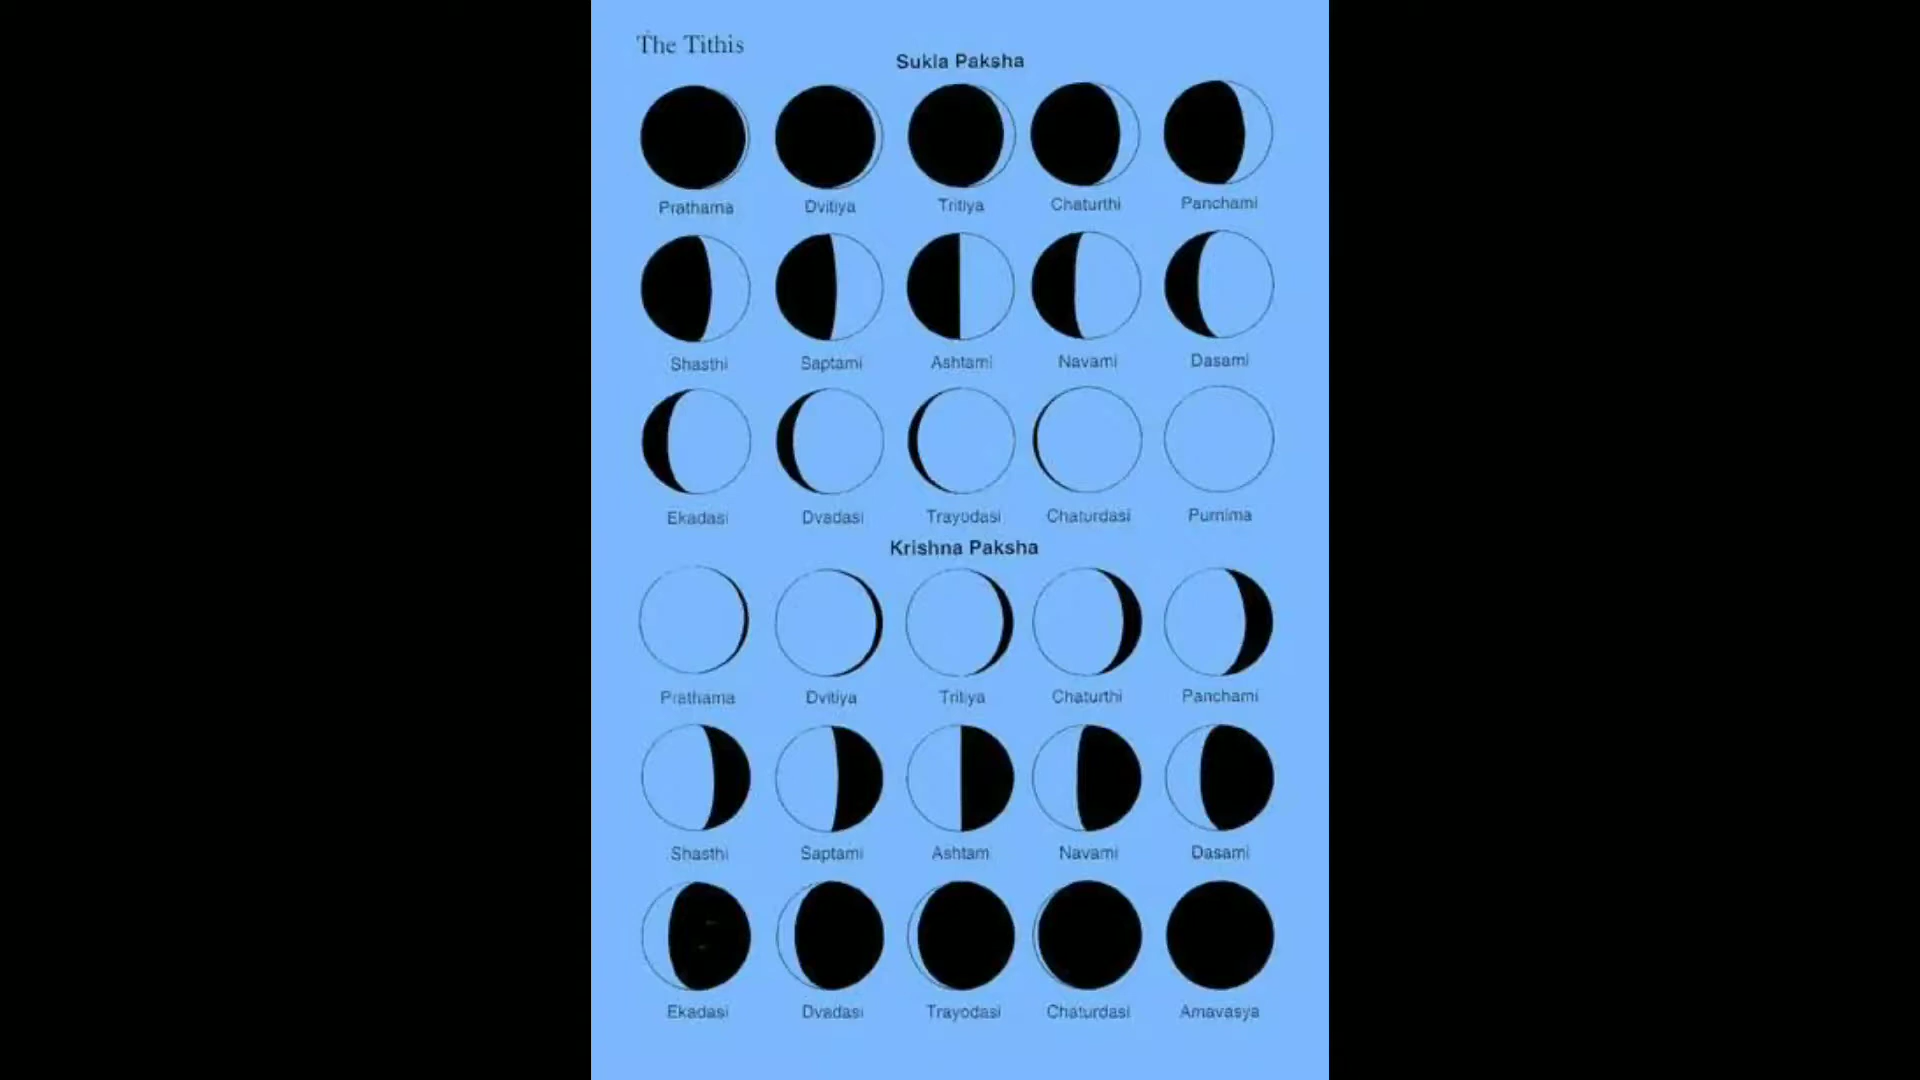 The Tithis
Sukla Paksha
Prathama Dvitiya Tritiya Chaturthi Panchami
Shasthi Saptami Ashtami Navami Dasami
Ekadasi Dvadasi Trayodasi Chaturdasi Purnima
Krishna Paksha
Prathama Dvitiya Tritiya Chaturthi Panchami
Shasthi Saptami Ashtam Navami Dasami
Ekadasi Dvadasi Trayodasi Chaturdasi Amavasya